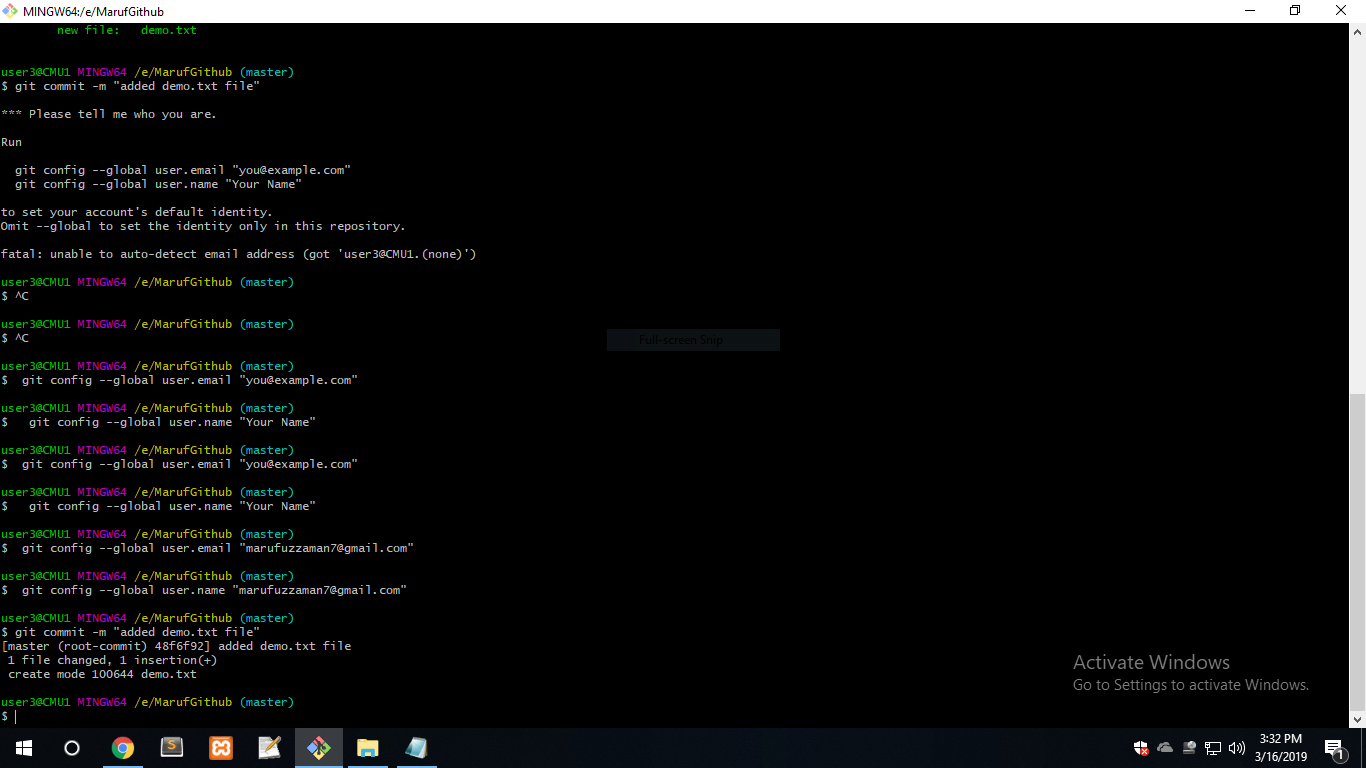 MINGW64:/e/MarufGithub
new file:   demo.txt
user3@CMU1 MINGW64 /e/MarufGithub (master)
$ git commit -m "added demo.txt file"
*** Please tell me who you are.
Run
git config --global user.email "you@example.com"
git config --global user.name "Your Name"
to set your account's default identity.
Omit --global to set the identity only in this repository.
fatal: unable to auto-detect email address (got 'user3@CMU1.(none)')
user3@CMU1 MINGW64 /e/MarufGithub (master)
$ ^C
user3@CMU1 MINGW64 /e/MarufGithub (master)
$ ^C
Full-screen Snip
user3@CMU1 MINGW64 /e/MarufGithub (master)
$  git config --global user.email "you@example.com"
user3@CMU1 MINGW64 /e/MarufGithub (master)
$   git config --global user.name "Your Name"
user3@CMU1 MINGW64 /e/MarufGithub (master)
$  git config --global user.email "you@example.com"
user3@CMU1 MINGW64 /e/MarufGithub (master)
$   git config --global user.name "Your Name"
user3@CMU1 MINGW64 /e/MarufGithub (master)
$  git config --global user.email "marufuzzaman7@gmail.com"
user3@CMU1 MINGW64 /e/MarufGithub (master)
$  git config --global user.name "marufuzzaman7@gmail.com"
user3@CMU1 MINGW64 /e/MarufGithub (master)
$ git commit -m "added demo.txt file"
[master (root-commit) 48f6f92] added demo.txt file
1 file changed, 1 insertion(+)
create mode 100644 demo.txt
user3@CMU1 MINGW64 /e/MarufGithub (master)
$
Activate Windows
Go to Settings to activate Windows.
3:32 PM
3/16/2019
1